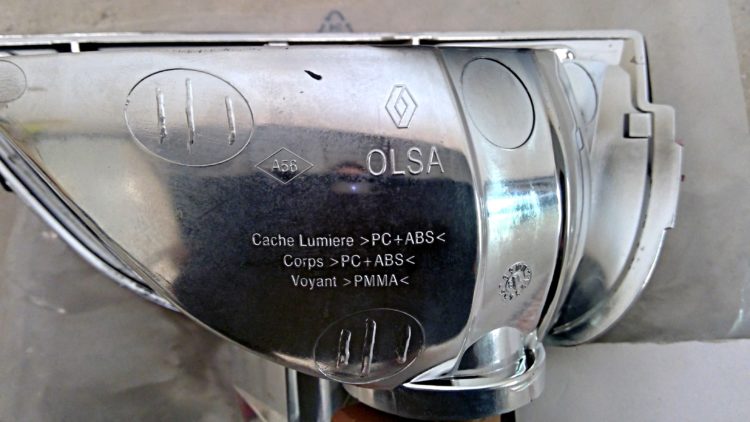 A56
OLSA
Cache Lumiere >PC+ABS<
Corps >PC+ABS<
Voyant >PMMA<